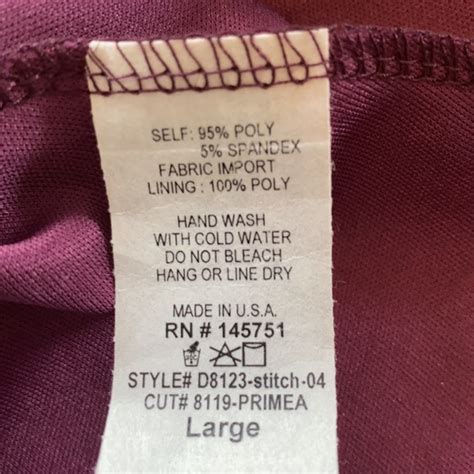 SELF: 95% POLY
5% SPANDEX
FABRIC IMPORT
LINING : 100% POLY
HAND WASH
WITH COLD WATER
DO NOT BLEACH
HANG OR LINE DRY
MADE IN U.S.A.
RN # 145751
STYLE# D8123-stitch-04
CUT# 8119-PRIMEA
Large